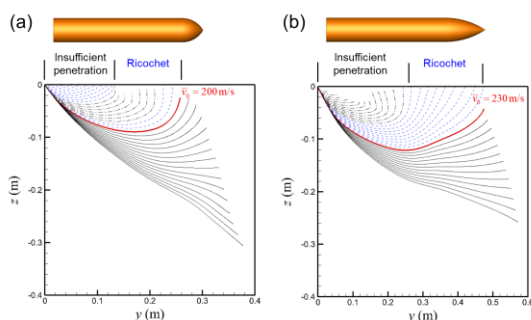 (a)
Insufficient
penetration
Ricochet
v̄₀ = 200 m/s
0
-0.1
-0.2
-0.3
-0.4
z (m)
0 0.1 0.2 0.3 0.4
y (m)
(b)
Insufficient
penetration
Ricochet
v̄₀ = 230 m/s
0
-0.1
-0.2
-0.3
-0.4
z (m)
0 0.1 0.2 0.3 0.4 0.5 0.6
y (m)